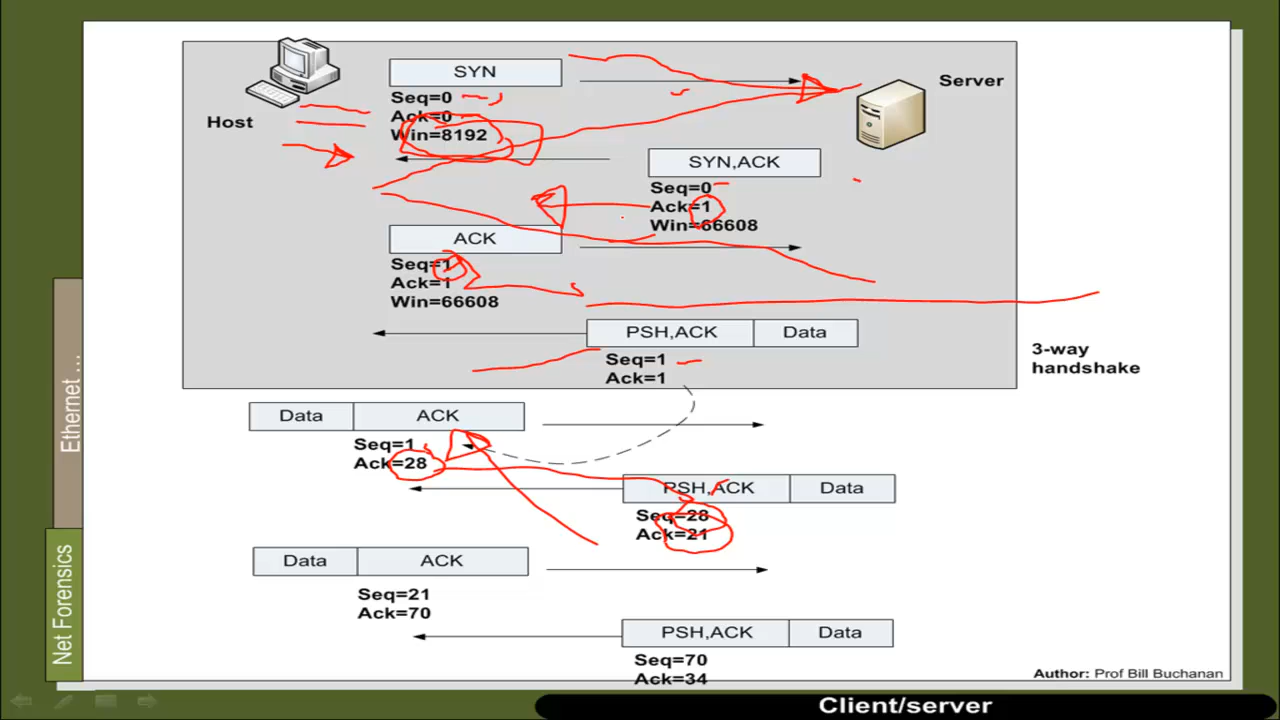 SYN
Server
Seq=0
Ack=0
Win=8192
Host
SYN,ACK
Seq=0
Ack=1
Win=66608
ACK
Seq=1
Ack=1
Win=66608
PSH,ACK Data
Seq=1
Ack=1
3-way
handshake
Data ACK
Seq=1
Ack=28
PSH,ACK Data
Seq=28
Ack=21
Data ACK
Seq=21
Ack=70
PSH,ACK Data
Seq=70
Ack=34
Ethernet ...
Net Forensics
Author: Prof Bill Buchanan
Client/server